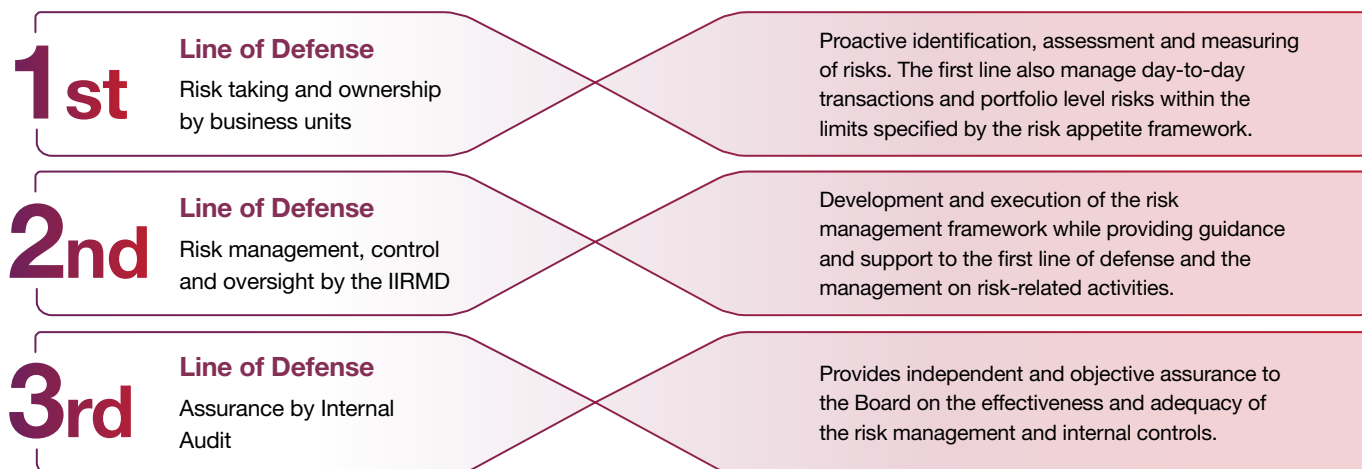 1st
Line of Defense
Risk taking and ownership
by business units
Proactive identification, assessment and measuring
of risks. The first line also manage day-to-day
transactions and portfolio level risks within the
limits specified by the risk appetite framework.
2nd
Line of Defense
Risk management, control
and oversight by the IIRMD
Development and execution of the risk
management framework while providing guidance
and support to the first line of defense and the
management on risk-related activities.
3rd
Line of Defense
Assurance by Internal
Audit
Provides independent and objective assurance to
the Board on the effectiveness and adequacy of
the risk management and internal controls.